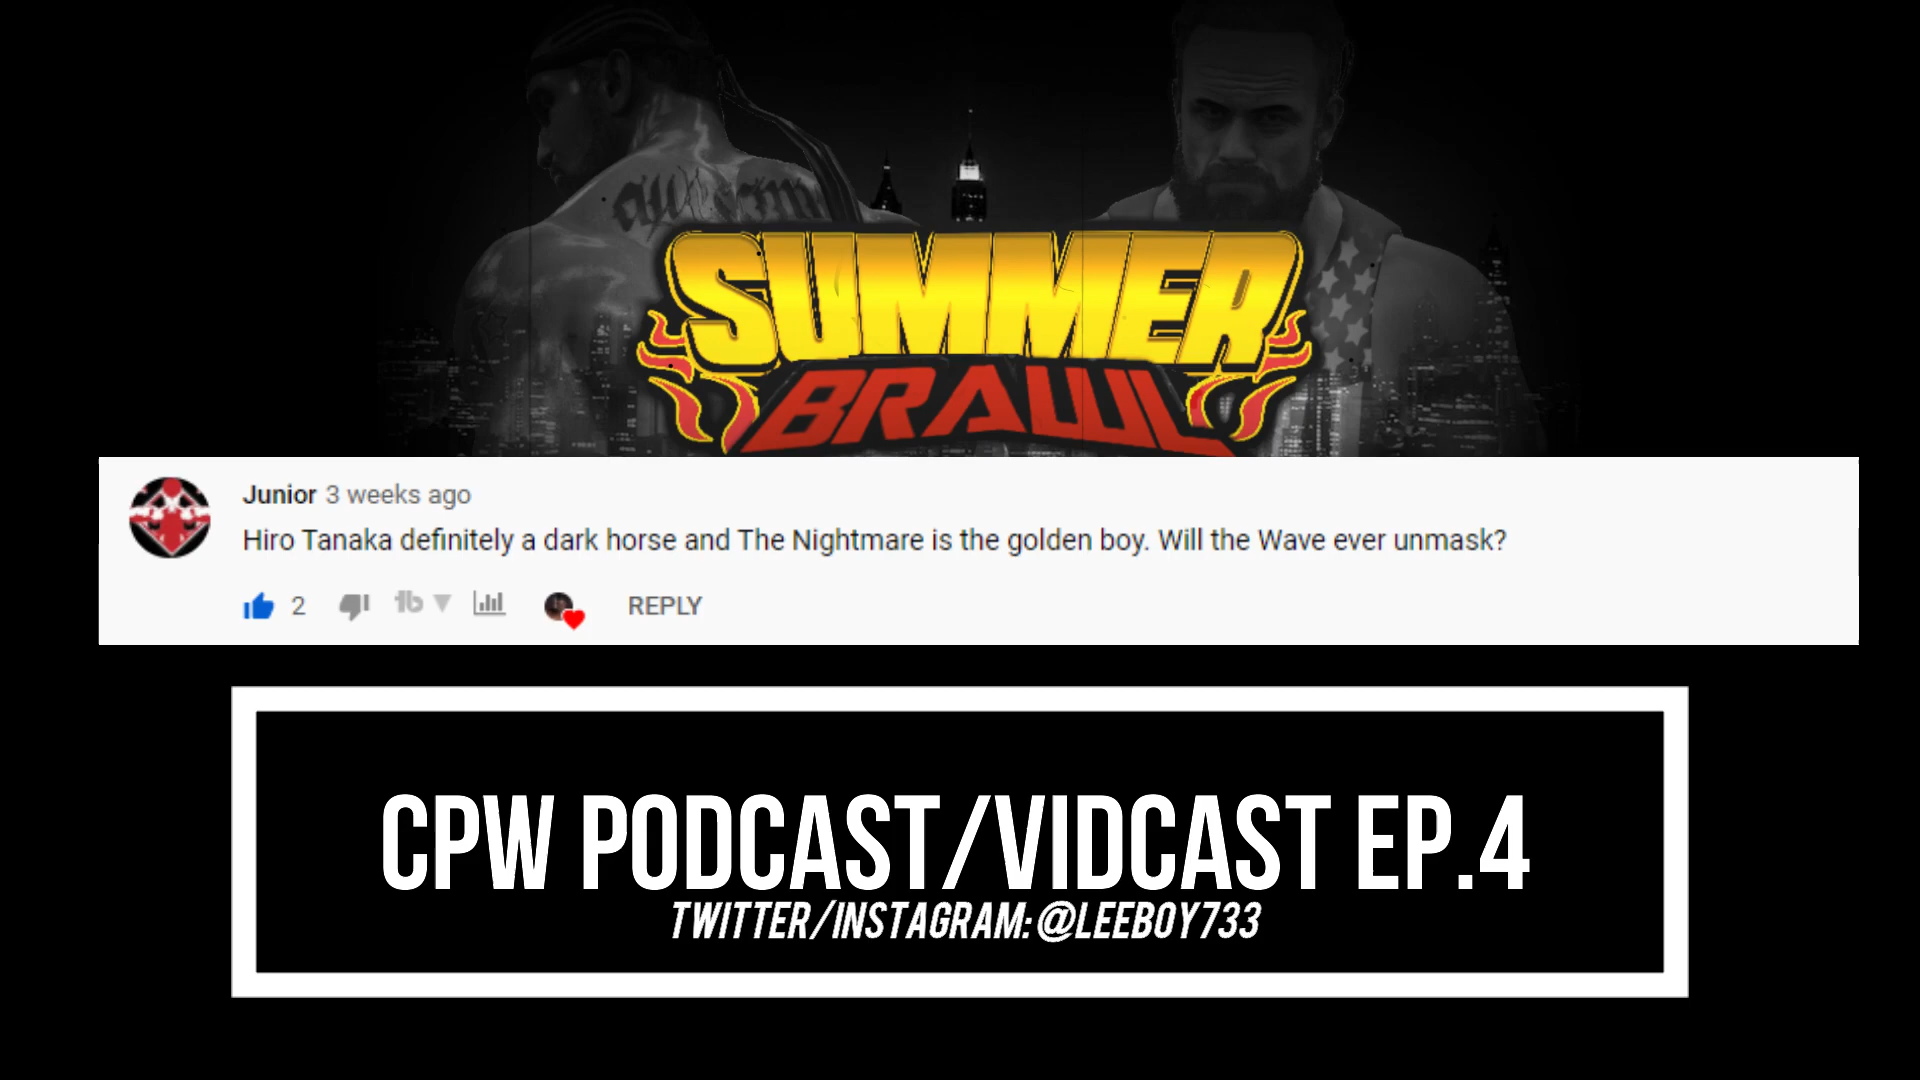 SUMMER
BRAWL
Junior 3 weeks ago
Hiro Tanaka definitely a dark horse and The Nightmare is the golden boy. Will the Wave ever unmask?
2
REPLY
CPW PODCAST/VIDCAST EP.4
TWITTER/INSTAGRAM: @LEEBOY733